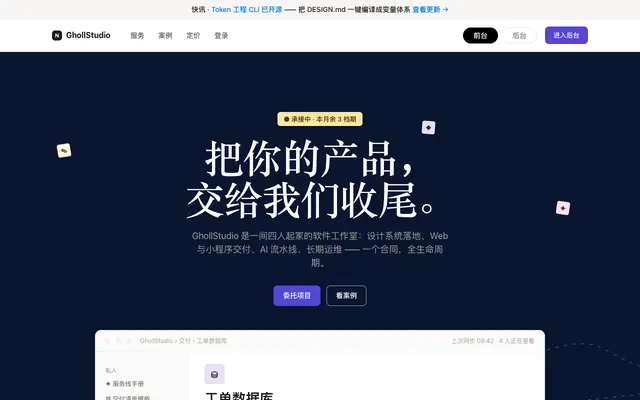 快讯 · Token 工程 CLI 已开源 —— 把 DESIGN.md 一键编译成变量体系 查看更新 →
N GhollStudio 服务 案例 定价 登录 前台 后台 进入后台
承接中 · 本月余 3 档期
把你的产品，
交给我们收尾。
GhollStudio 是一间四人起家的软件工作室：设计系统落地、Web
与小程序交付、AI 流水线、长期运维 —— 一个合同，全生命周
期。
委托项目 看案例
GhollStudio › 交付 › 工单数据库 上次同步 09:42 · 4 人正在查看
私人
服务线手册
交付清单模板
工单数据库